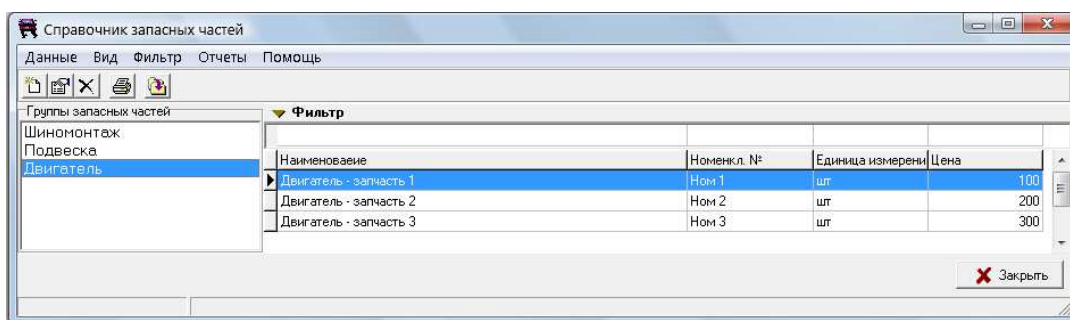 Справочник запасных частей
Данные Вид Фильтр Отчеты Помощь
Группы запасных частей
Шиномонтаж
Подвеска
Двигатель
Фильтр
Наименоваеие Номенкл. № Единица измерени Цена
Двигатель - запчасть 1 Ном 1 шт 100
Двигатель - запчасть 2 Ном 2 шт 200
Двигатель - запчасть 3 Ном 3 шт 300
Закрыть